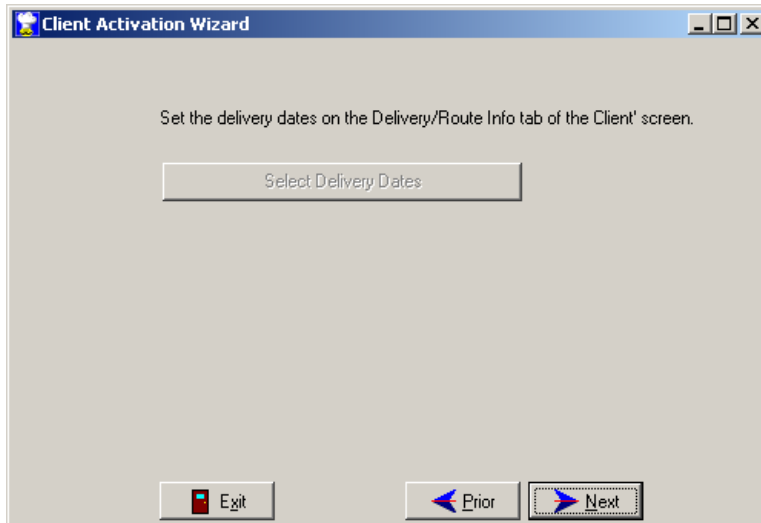 Client Activation Wizard
Set the delivery dates on the Delivery/Route Info tab of the Client' screen.
Select Delivery Dates
Exit
Prior
Next